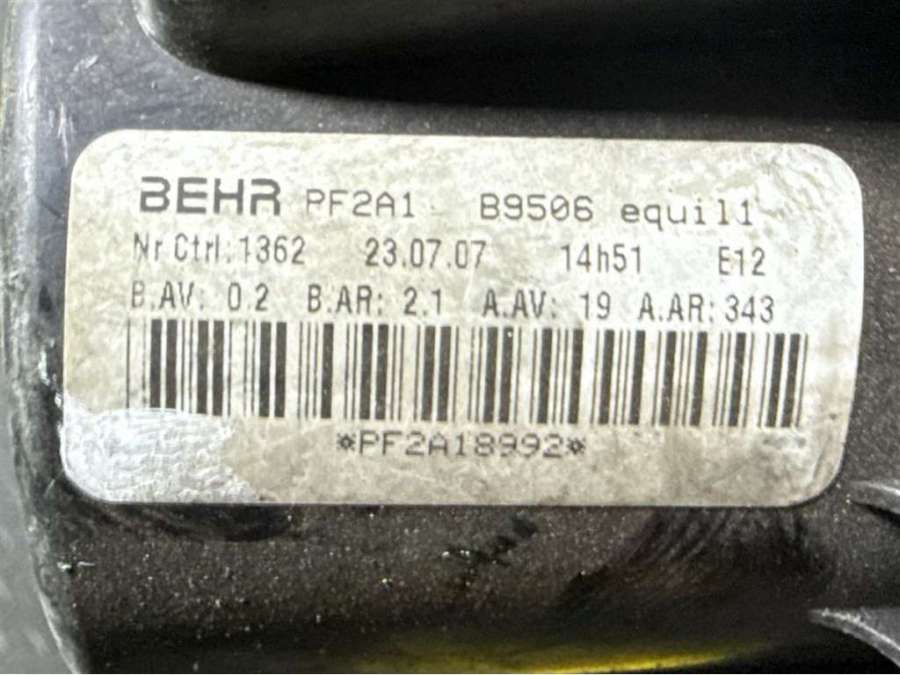 BEHR PF2A1 B9506 equil1
Nr Ctrl: 1362 23.07.07 14h51 E12
B.AV: 0.2 B.AR: 2.1 A.AV: 19 A.AR: 343
*PF2A18992*